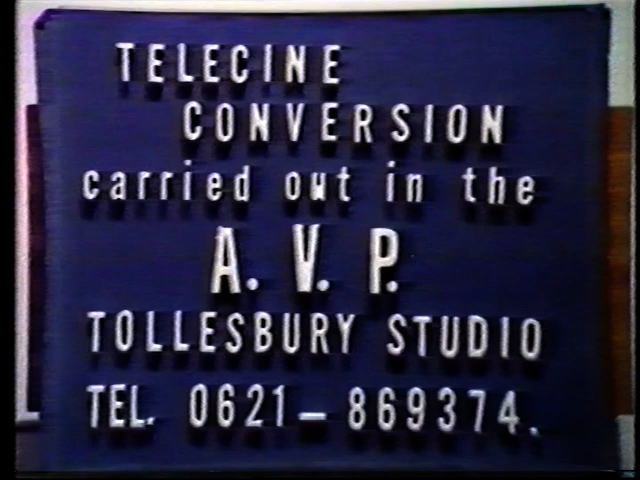 TELECINE
CONVERSION
carried out in the
A. V. P.
TOLLESBURY STUDIO
TEL. 0621-869374.